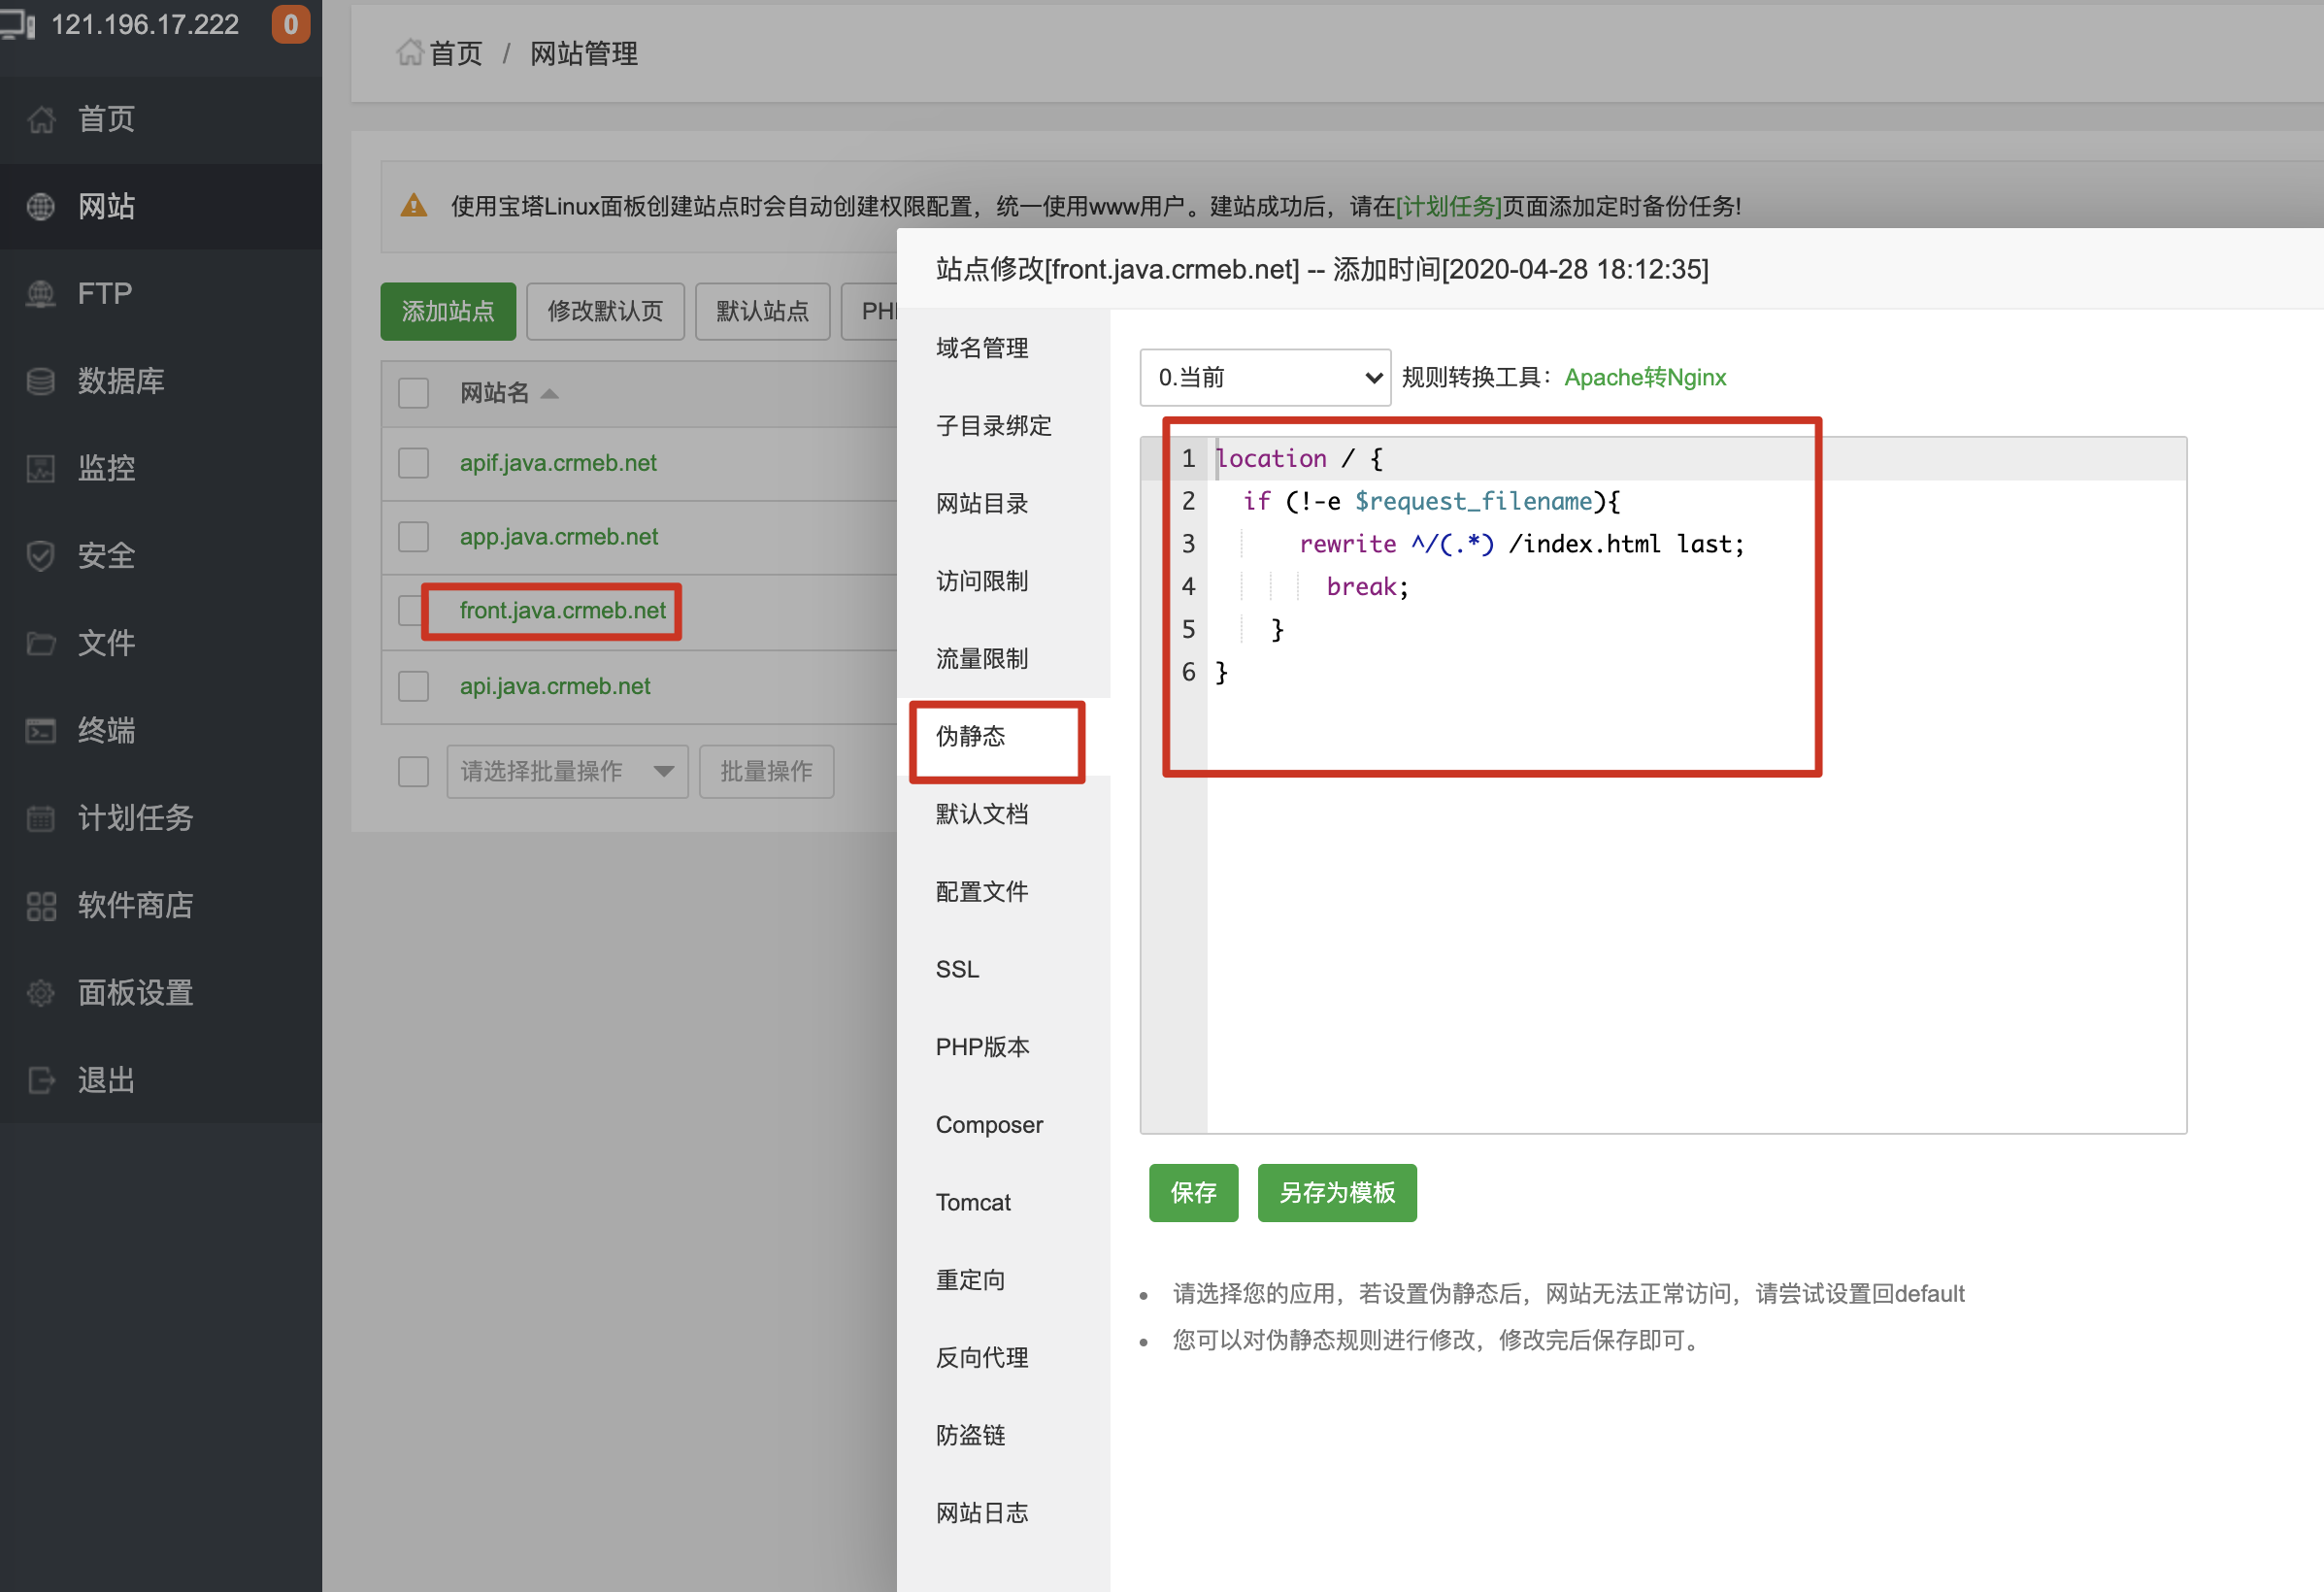 121.196.17.222 0
首页
网站
FTP
数据库
监控
安全
文件
终端
计划任务
软件商店
面板设置
退出
首页 / 网站管理
使用宝塔Linux面板创建站点时会自动创建权限配置，统一使用www用户。建站成功后，请在[计划任务]页面添加定时备份任务!
添加站点 修改默认页 默认站点
网站名
apif.java.crmeb.net
app.java.crmeb.net
front.java.crmeb.net
api.java.crmeb.net
请选择批量操作 批量操作
站点修改[front.java.crmeb.net] -- 添加时间[2020-04-28 18:12:35]
域名管理
子目录绑定
网站目录
访问限制
流量限制
伪静态
默认文档
配置文件
SSL
PHP版本
Composer
Tomcat
重定向
反向代理
防盗链
网站日志
0.当前 规则转换工具：Apache转Nginx
1 location / {
2 if (!-e $request_filename){
3 rewrite ^/(.*) /index.html last;
4 break;
5 }
6 }
保存 另存为模板
• 请选择您的应用，若设置伪静态后，网站无法正常访问，请尝试设置回default
• 您可以对伪静态规则进行修改，修改完后保存即可。